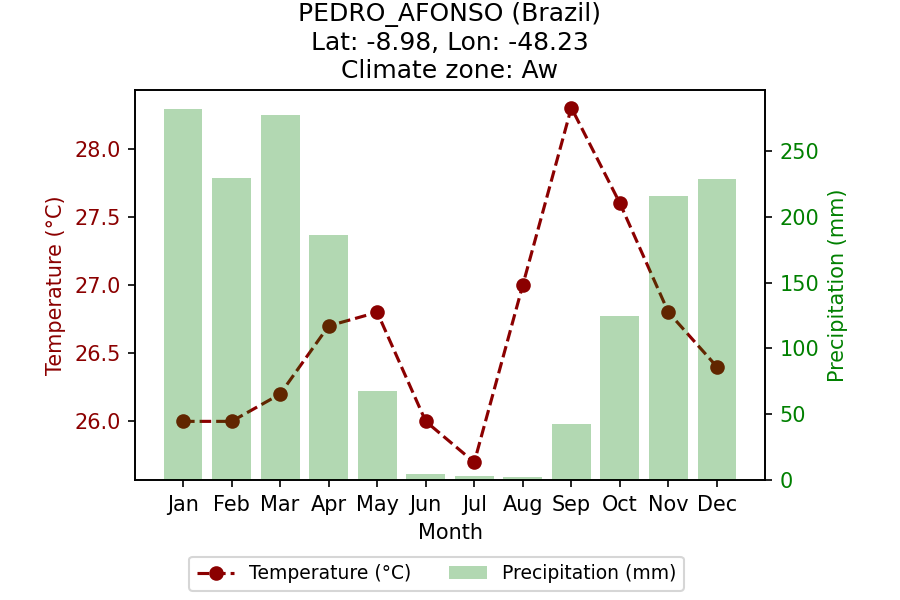 PEDRO_AFONSO (Brazil)
Lat: -8.98, Lon: -48.23
Climate zone: Aw
Temperature (°C)
28.0
27.5
27.0
26.5
26.0
250
200
150
100
50
0
Precipitation (mm)
Jan Feb Mar Apr May Jun Jul Aug Sep Oct Nov Dec
Month
Temperature (°C) Precipitation (mm)